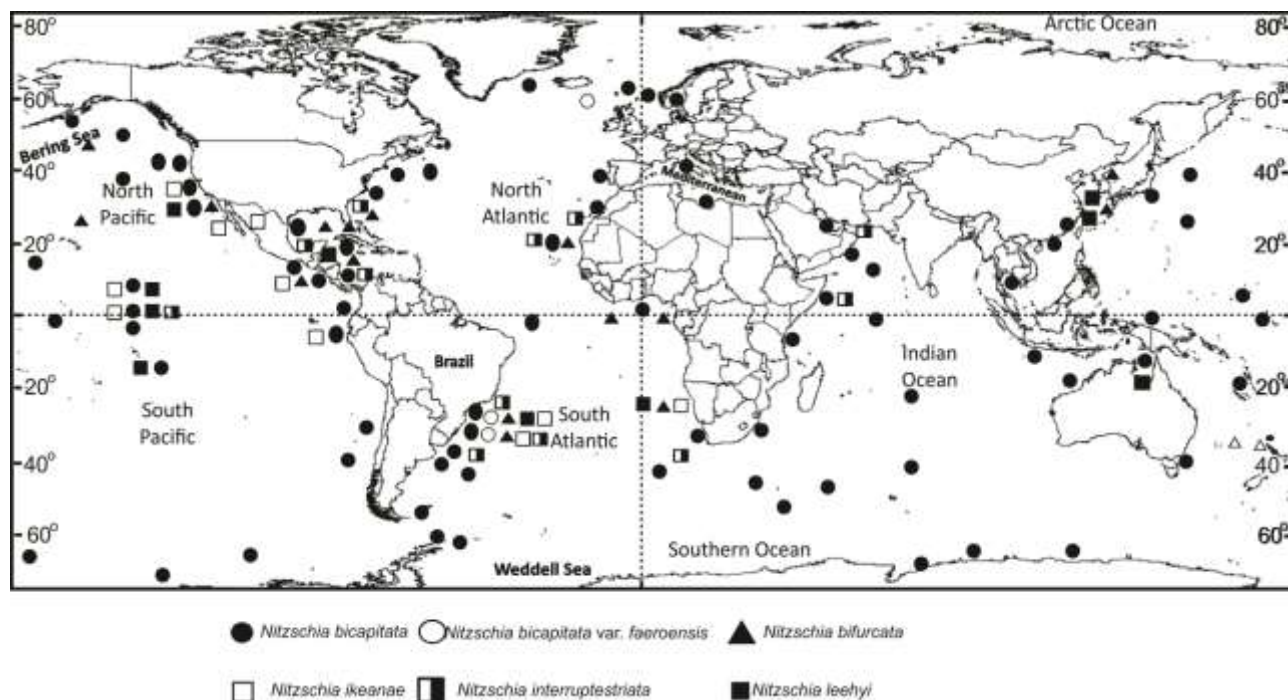 80° Arctic Ocean 80°
60° 60°
Bering Sea
40° 40°
North Pacific North Atlantic Mediterranean
20° 20°
0° 0°
Brazil Indian Ocean
20° 20°
South Pacific South Atlantic
40° 40°
60° Southern Ocean 60°
Weddell Sea
Nitzschia bicapitata Nitzschia bicapitata var. faeroensis Nitzschia bifurcata
Nitzschia ikeanae Nitzschia interruptestriata Nitzschia leehyi